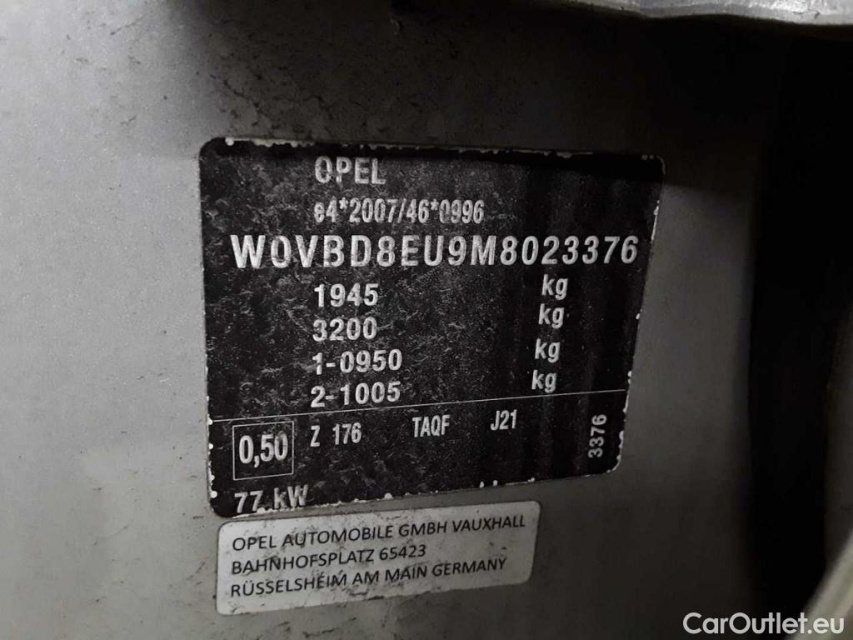 OPEL
e4*2007/46*0996
W0VBD8EU9M8023376
1945 kg
3200 kg
1-0950 kg
2-1005 kg
0,50 Z 176 TAQF J21 3376
77 kW
OPEL AUTOMOBILE GMBH VAUXHALL
BAHNHOFSPLATZ 65423
RÜSSELSHEIM AM MAIN GERMANY
CarOutlet.eu